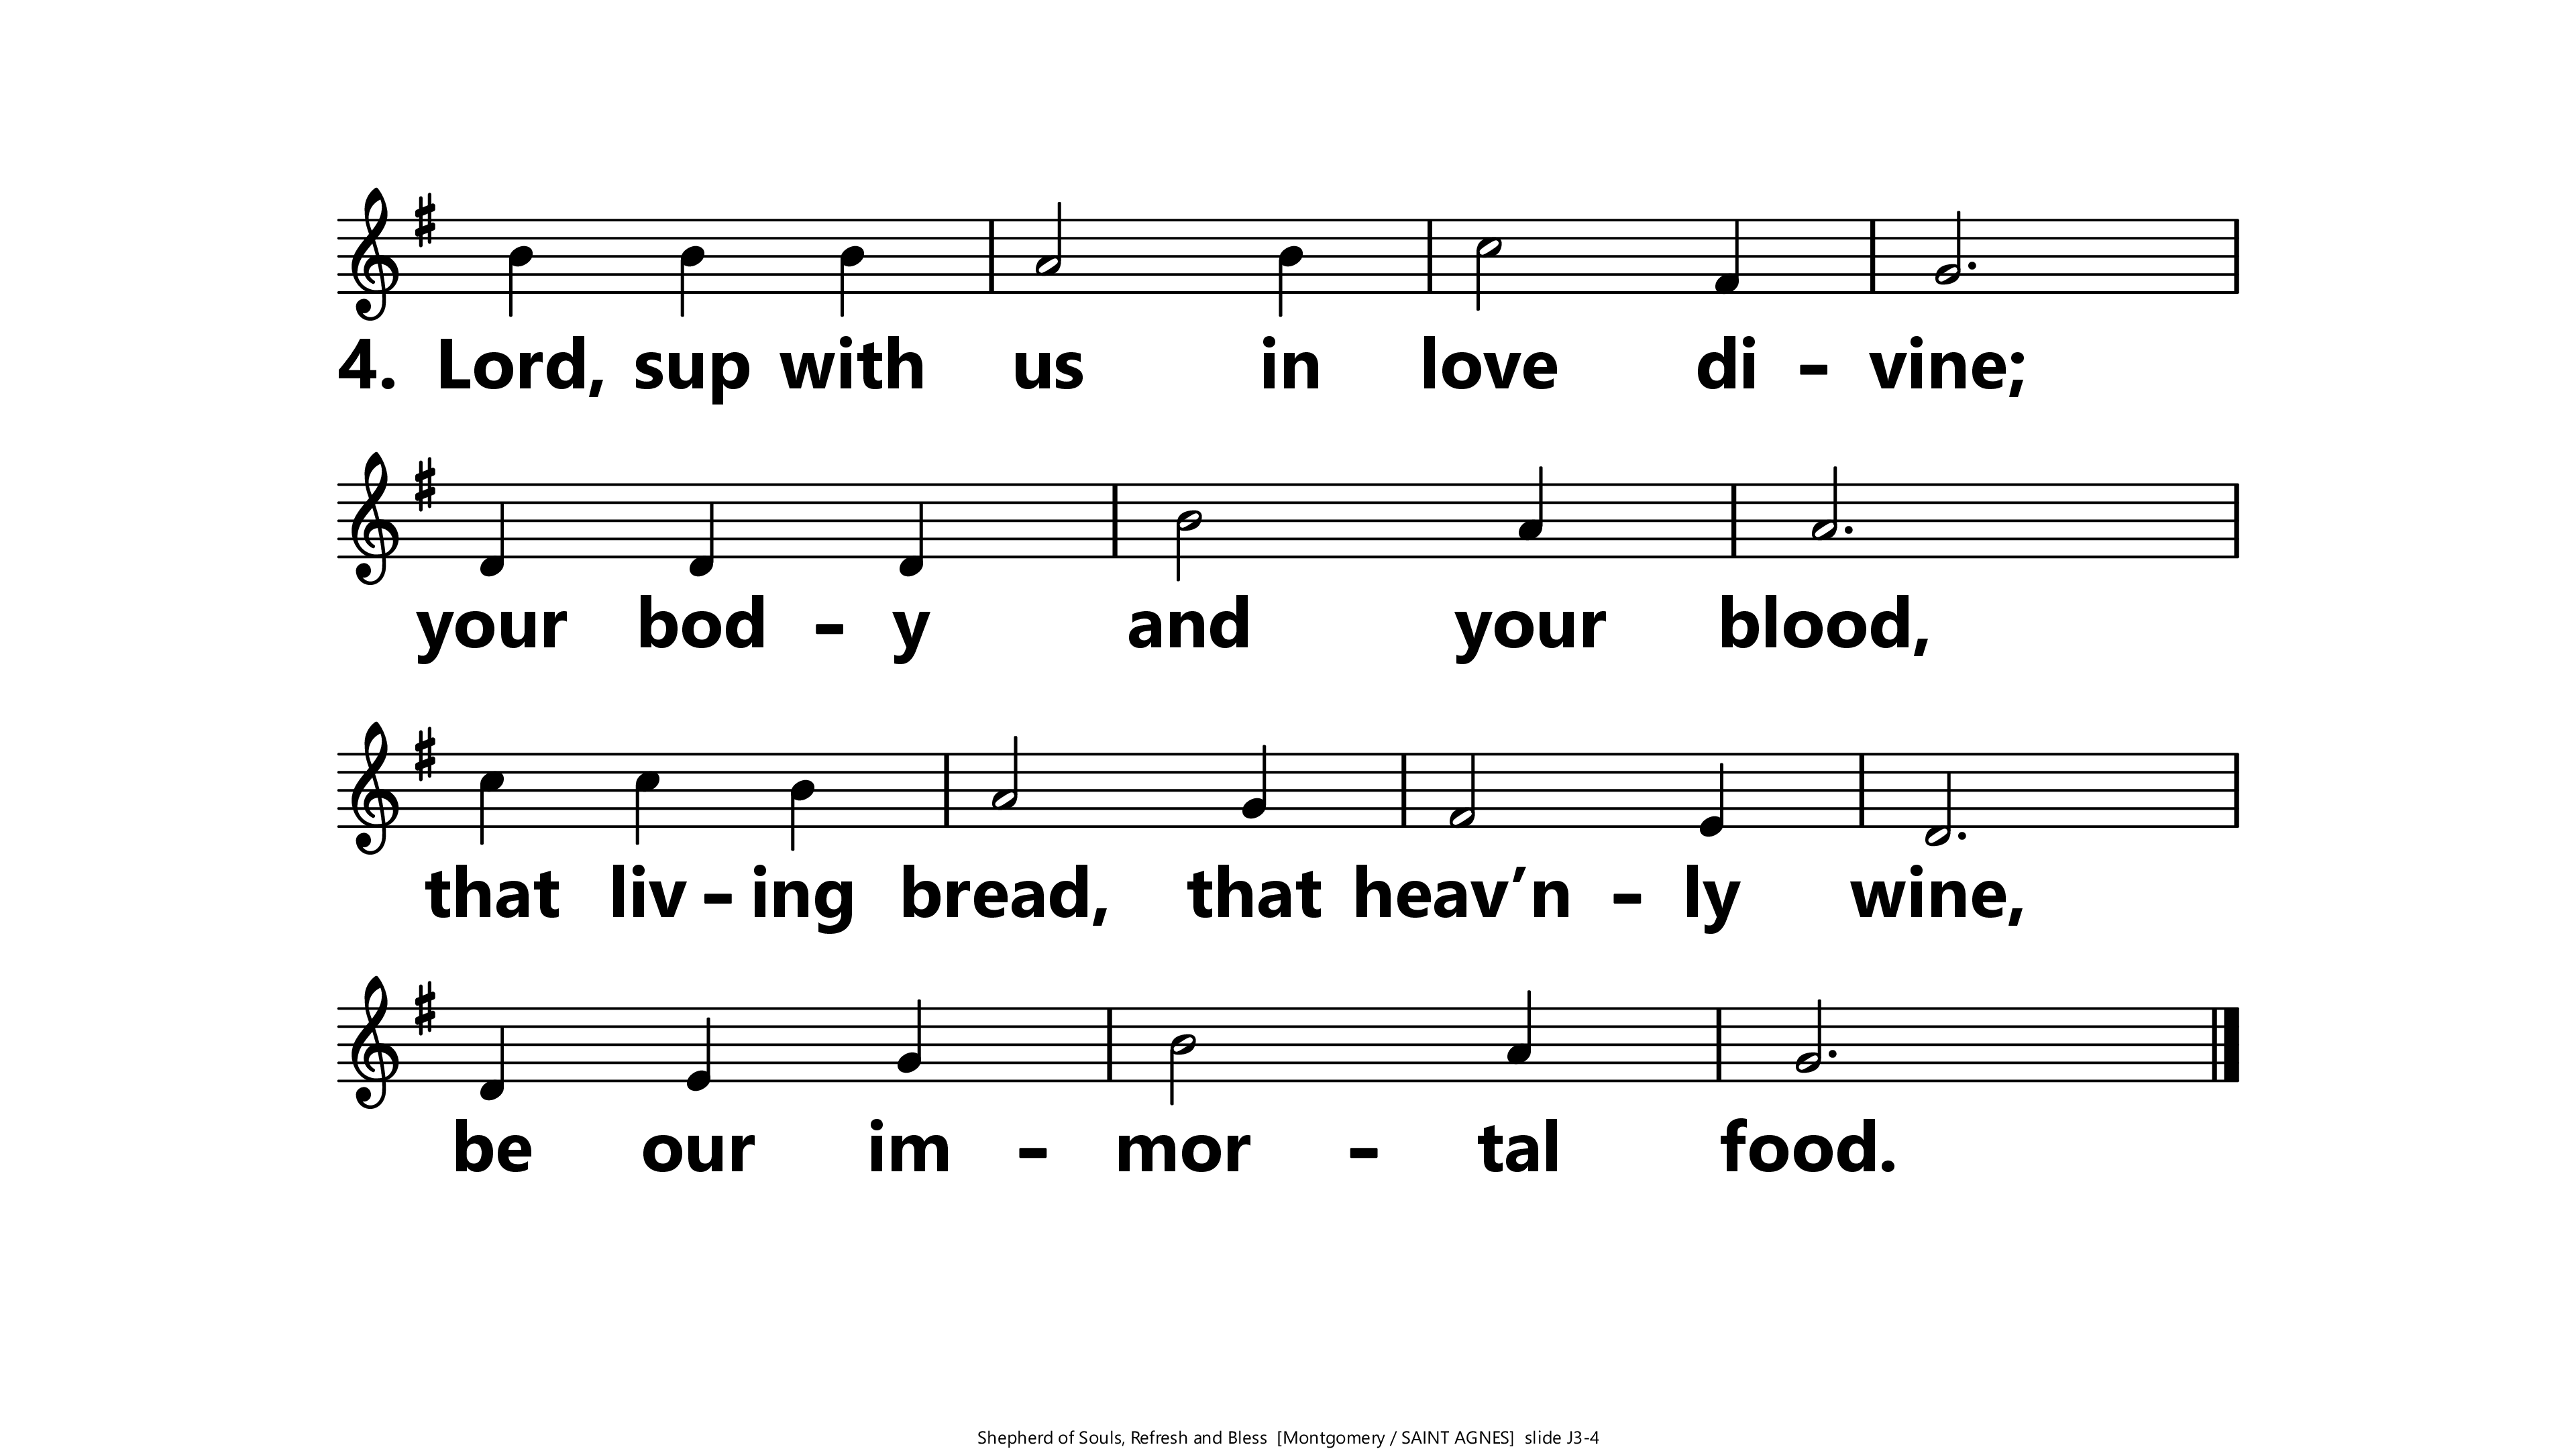 4. Lord, sup with us in love di - vine;
your bod - y and your blood,
that liv - ing bread, that heav’n - ly wine,
be our im - mor - tal food.
Shepherd of Souls, Refresh and Bless [Montgomery / SAINT AGNES] slide J3-4